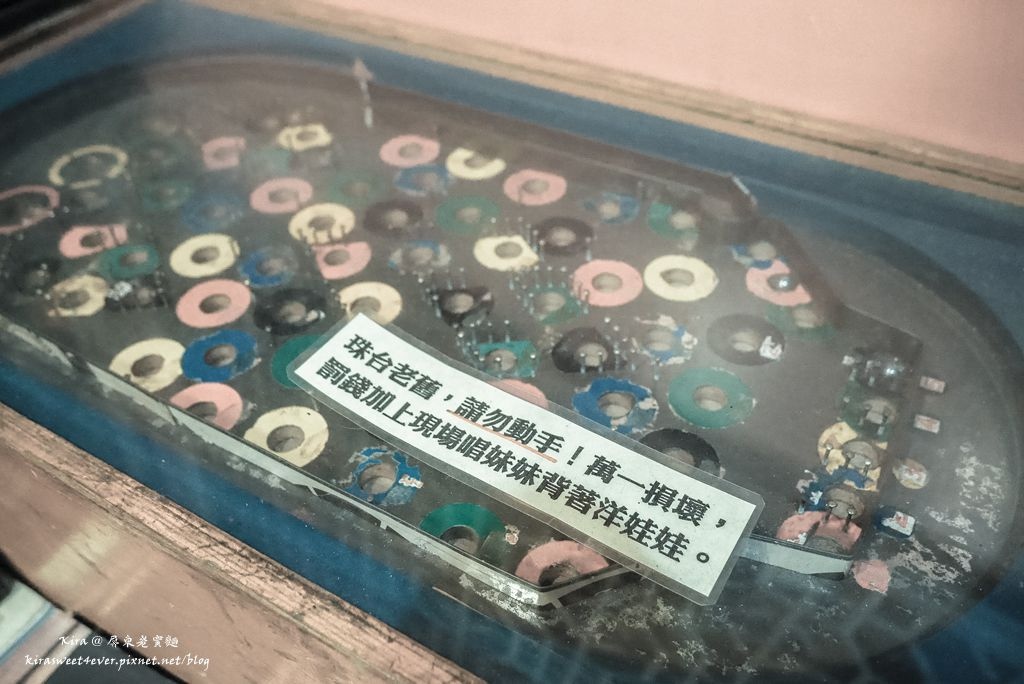 珠台老舊，請勿動手！萬一損壞，
罰錢加上現場唱妹妹背著洋娃娃。
Kira@屏東老實麵
kirasweet4ever.pixnet.net/blog